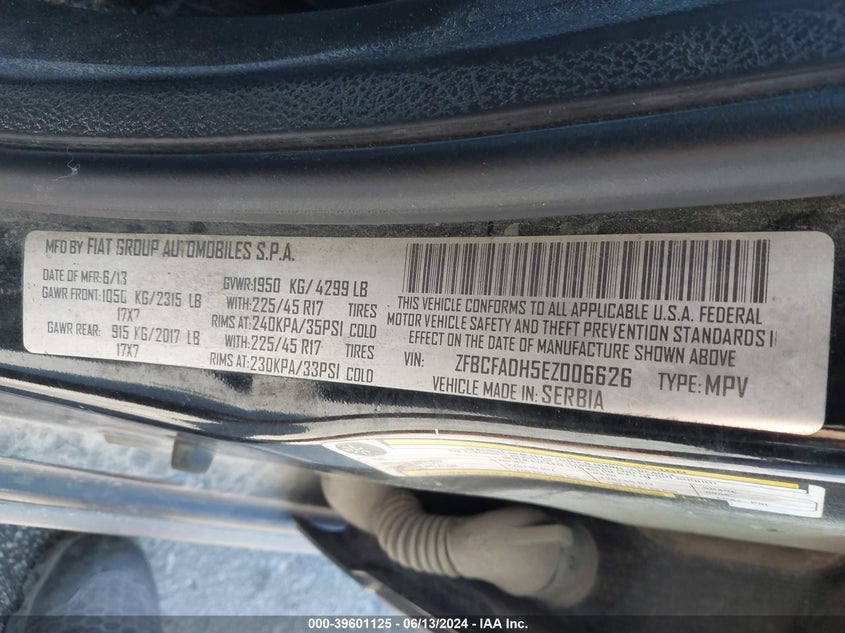 MFD BY FIAT GROUP AUTOMOBILES S.P.A.
DATE OF MFR: 6/13 GVWR: 1950 KG/ 4299 LB
GAWR FRONT: 1050 KG/2315 LB WITH: 225/45 R17 TIRES
17X7 RIMS AT: 240KPA/35PSI COLD
GAWR REAR: 915 KG/2017 LB WITH: 225/45 R17 TIRES
17X7 RIMS AT: 230KPA/33PSI COLD
THIS VEHICLE CONFORMS TO ALL APPLICABLE U.S.A. FEDERAL
MOTOR VEHICLE SAFETY AND THEFT PREVENTION STANDARDS I
EFFECT ON THE DATE OF MANUFACTURE SHOWN ABOVE
VIN: ZFBCFADH5EZ006626 TYPE: MPV
VEHICLE MADE IN: SERBIA
000-39601125 - 06/13/2024 - IAA Inc.